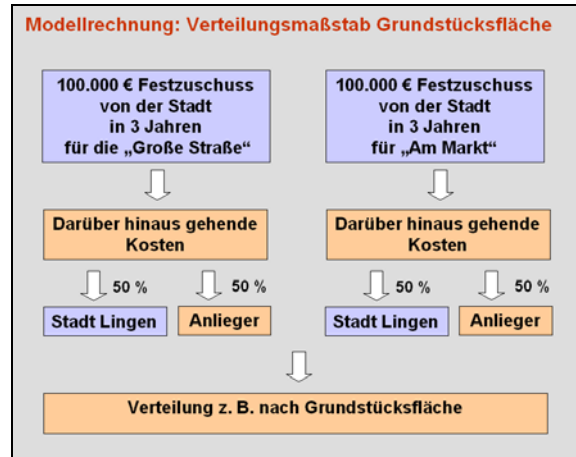 Modellrechnung: Verteilungsmaßstab Grundstücksfläche
100.000 € Festzuschuss
von der Stadt
in 3 Jahren
für die „Große Straße“
100.000 € Festzuschuss
von der Stadt
in 3 Jahren
für „Am Markt“
Darüber hinaus gehende
Kosten
Darüber hinaus gehende
Kosten
50 %
50 %
50 %
50 %
Stadt Lingen
Anlieger
Stadt Lingen
Anlieger
Verteilung z. B. nach Grundstücksfläche